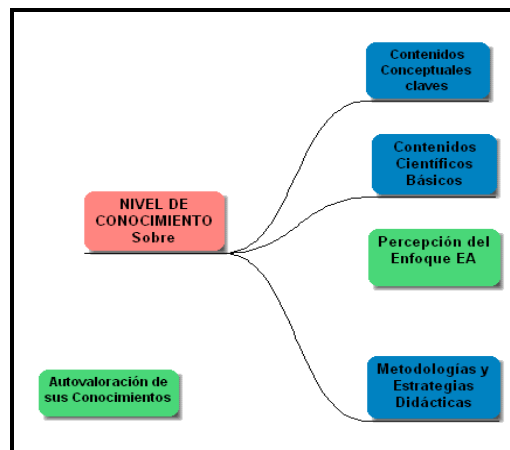 Contenidos
Conceptuales
claves
Contenidos
Científicos
Básicos
NIVEL DE
CONOCIMIENTO
Sobre
Percepción del
Enfoque EA
Metodologías y
Estrategias
Didácticas
Autovaloración de
sus Conocimientos